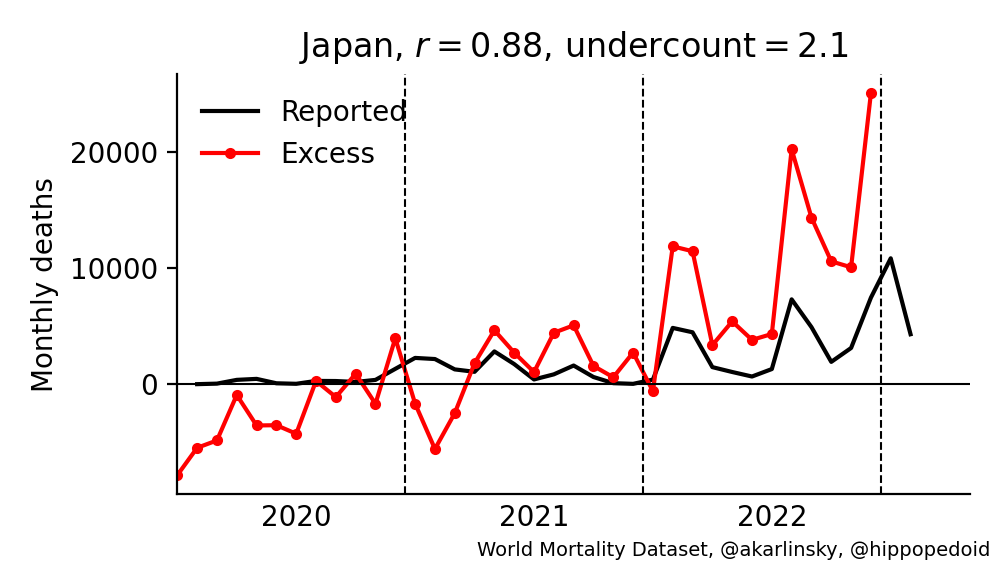 Japan, r = 0.88, undercount = 2.1
Reported
Excess
Monthly deaths
20000
10000
0
2020 2021 2022
World Mortality Dataset, @akarlinsky, @hippopedoid